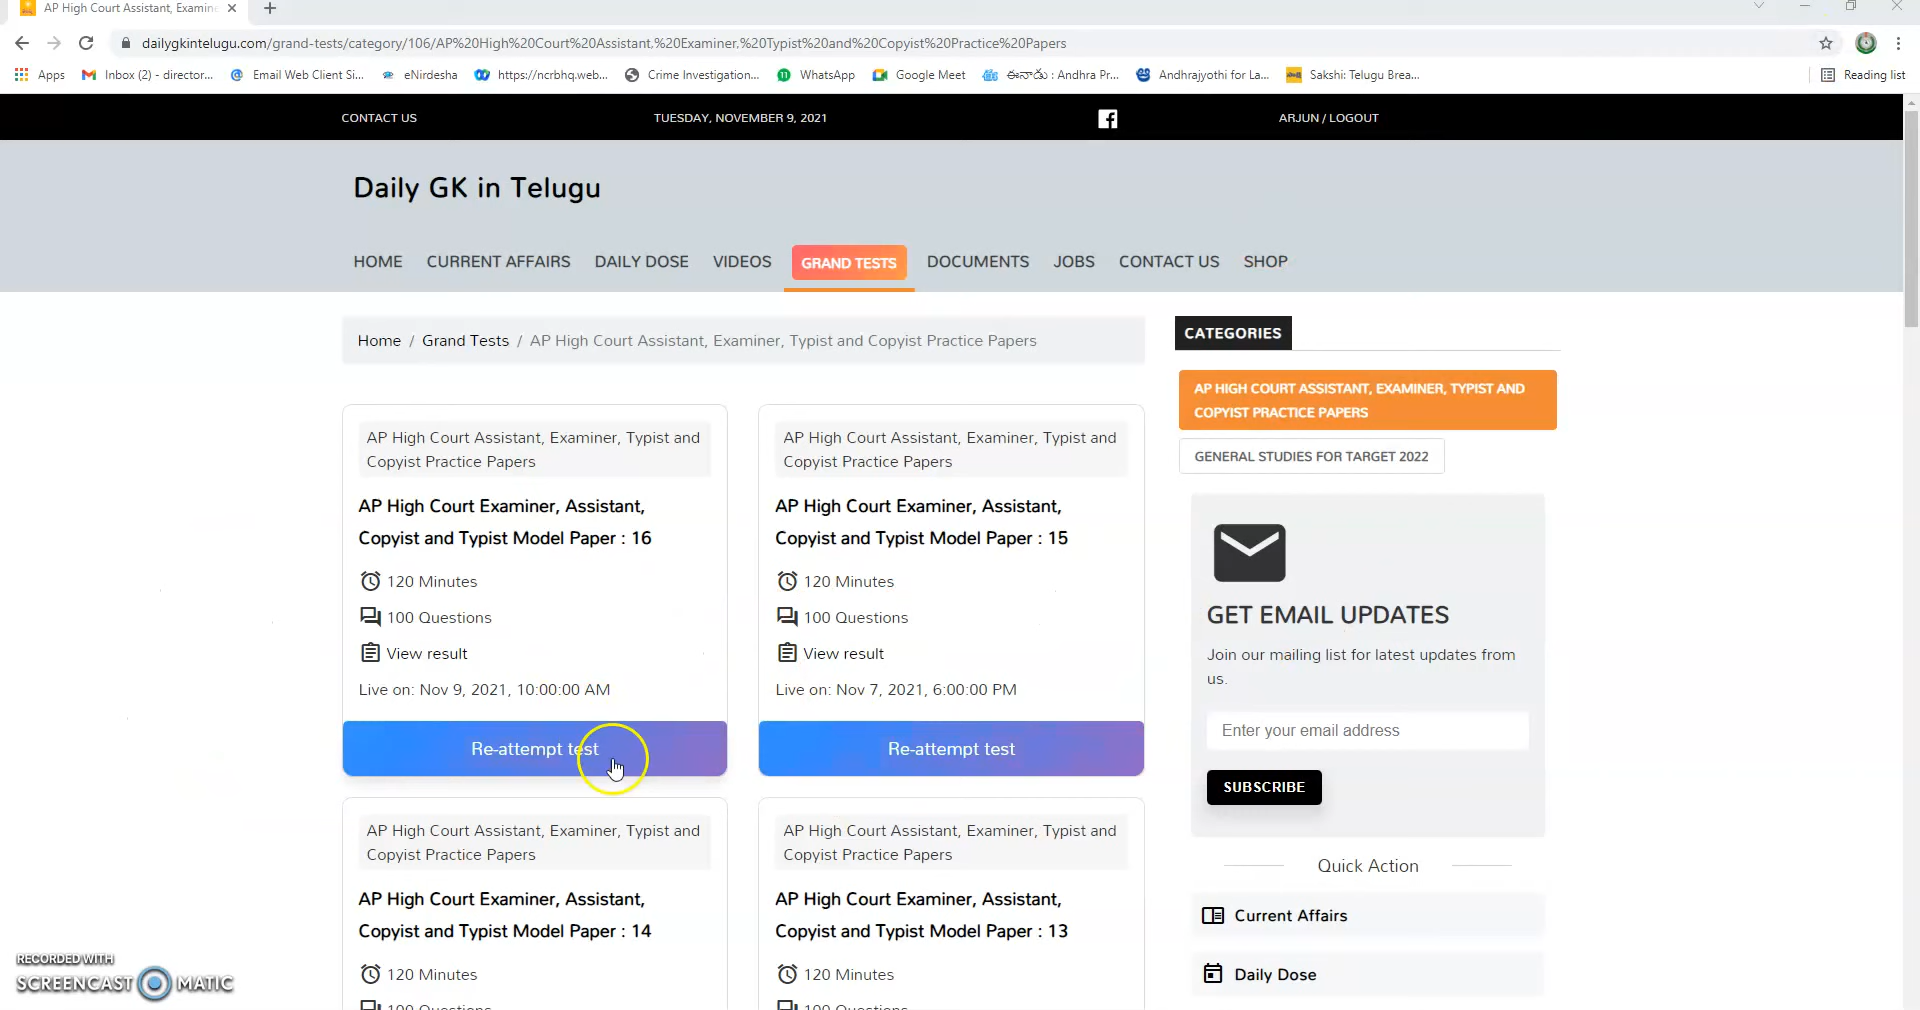 AP High Court Assistant, Examine
dailygkintelugu.com/grand-tests/category/106/AP%20High%20Court%20Assistant,%20Examiner,%20Typist%20and%20Copyist%20Practice%20Papers
Apps Inbox (2) - director... Email Web Client Si... eNirdesha https://ncrbhq.web... Crime Investigation... WhatsApp Google Meet ఈనాడు : Andhra Pr... Andhrajyothi for La... Sakshi: Telugu Brea... Reading list
CONTACT US TUESDAY, NOVEMBER 9, 2021 ARJUN / LOGOUT
Daily GK in Telugu
HOME CURRENT AFFAIRS DAILY DOSE VIDEOS GRAND TESTS DOCUMENTS JOBS CONTACT US SHOP
Home / Grand Tests / AP High Court Assistant, Examiner, Typist and Copyist Practice Papers
AP High Court Assistant, Examiner, Typist and
Copyist Practice Papers
AP High Court Examiner, Assistant,
Copyist and Typist Model Paper : 16
120 Minutes
100 Questions
View result
Live on: Nov 9, 2021, 10:00:00 AM
Re-attempt test
AP High Court Assistant, Examiner, Typist and
Copyist Practice Papers
AP High Court Examiner, Assistant,
Copyist and Typist Model Paper : 15
120 Minutes
100 Questions
View result
Live on: Nov 7, 2021, 6:00:00 PM
Re-attempt test
AP High Court Assistant, Examiner, Typist and
Copyist Practice Papers
AP High Court Examiner, Assistant,
Copyist and Typist Model Paper : 14
120 Minutes
100 Questions
AP High Court Assistant, Examiner, Typist and
Copyist Practice Papers
AP High Court Examiner, Assistant,
Copyist and Typist Model Paper : 13
120 Minutes
100 Questions
CATEGORIES
AP HIGH COURT ASSISTANT, EXAMINER, TYPIST AND
COPYIST PRACTICE PAPERS
GENERAL STUDIES FOR TARGET 2022
GET EMAIL UPDATES
Join our mailing list for latest updates from
us.
Enter your email address
SUBSCRIBE
Quick Action
Current Affairs
Daily Dose
RECORDED WITH
SCREENCAST MATIC